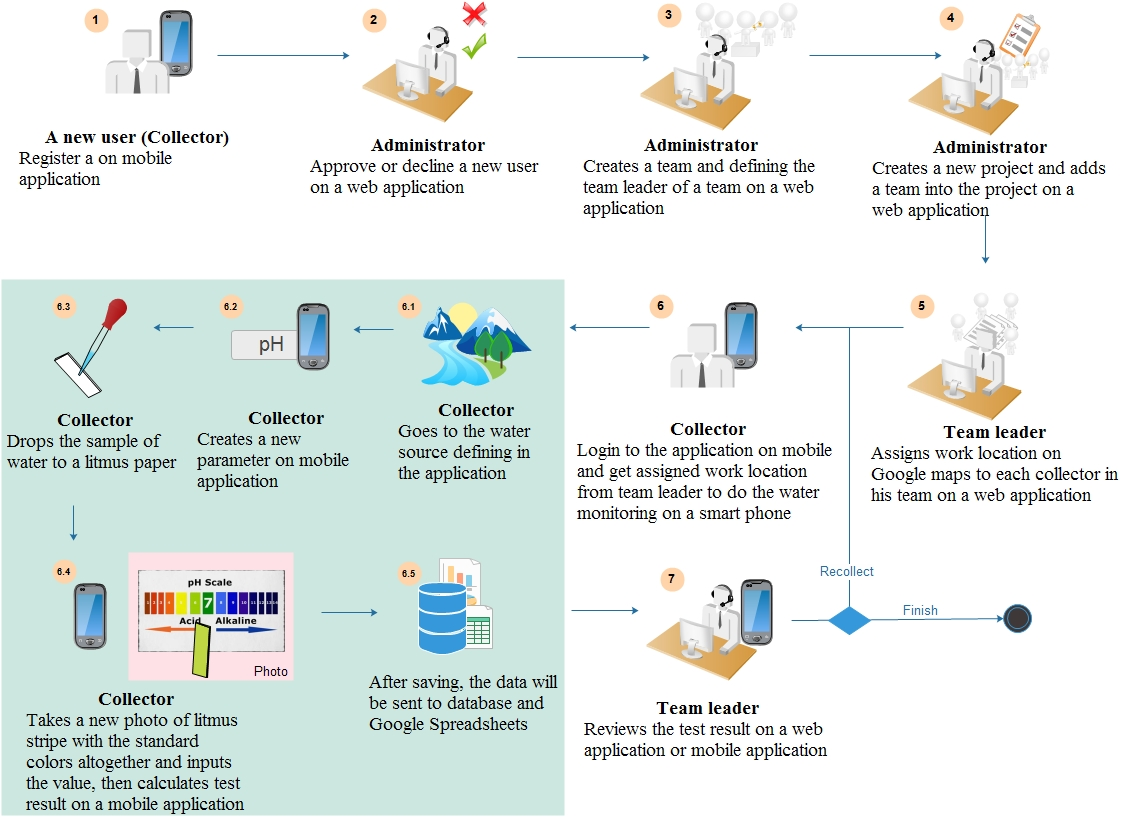 1
A new user (Collector)
Register a on mobile
application
2
Administrator
Approve or decline a new user
on a web application
3
Administrator
Creates a team and defining the
team leader of a team on a web
application
4
Administrator
Creates a new project and adds
a team into the project on a
web application
5
Team leader
Assigns work location on
Google maps to each collector in
his team on a web application
6
Collector
Login to the application on mobile
and get assigned work location
from team leader to do the water
monitoring on a smart phone
6.1
Collector
Goes to the water
source defining in
the application
6.2
pH
Collector
Creates a new
parameter on mobile
application
6.3
Collector
Drops the sample of
water to a litmus paper
6.4
pH Scale
7
Acid Alkaline
Photo
Collector
Takes a new photo of litmus
stripe with the standard
colors altogether and inputs
the value, then calculates test
result on a mobile application
6.5
After saving, the data will
be sent to database and
Google Spreadsheets
7
Team leader
Reviews the test result on a web
application or mobile application
Recollect
Finish